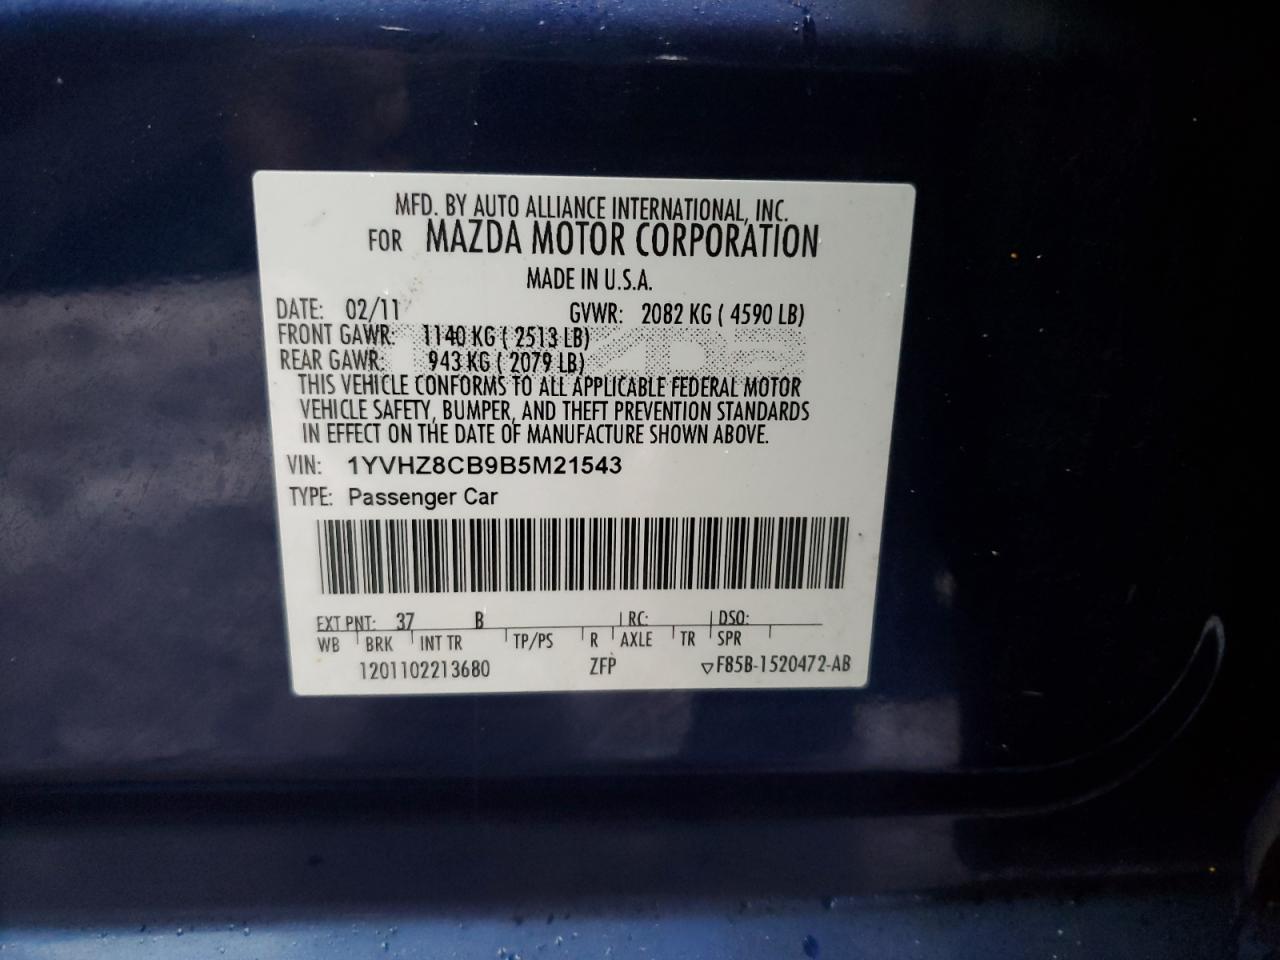 MFD. BY AUTO ALLIANCE INTERNATIONAL, INC.
FOR MAZDA MOTOR CORPORATION
MADE IN U.S.A.
DATE: 02/11 GVWR: 2082 KG ( 4590 LB)
FRONT GAWR: 1140 KG ( 2513 LB)
REAR GAWR: 943 KG ( 2079 LB)
THIS VEHICLE CONFORMS TO ALL APPLICABLE FEDERAL MOTOR
VEHICLE SAFETY, BUMPER, AND THEFT PREVENTION STANDARDS
IN EFFECT ON THE DATE OF MANUFACTURE SHOWN ABOVE.
VIN: 1YVHZ8CB9B5M21543
TYPE: Passenger Car
EXT PNT: 37 B RC: DSO:
WB BRK INT TR TP/PS R AXLE TR SPR
1201102213680 ZFP ▽F85B-1520472-AB